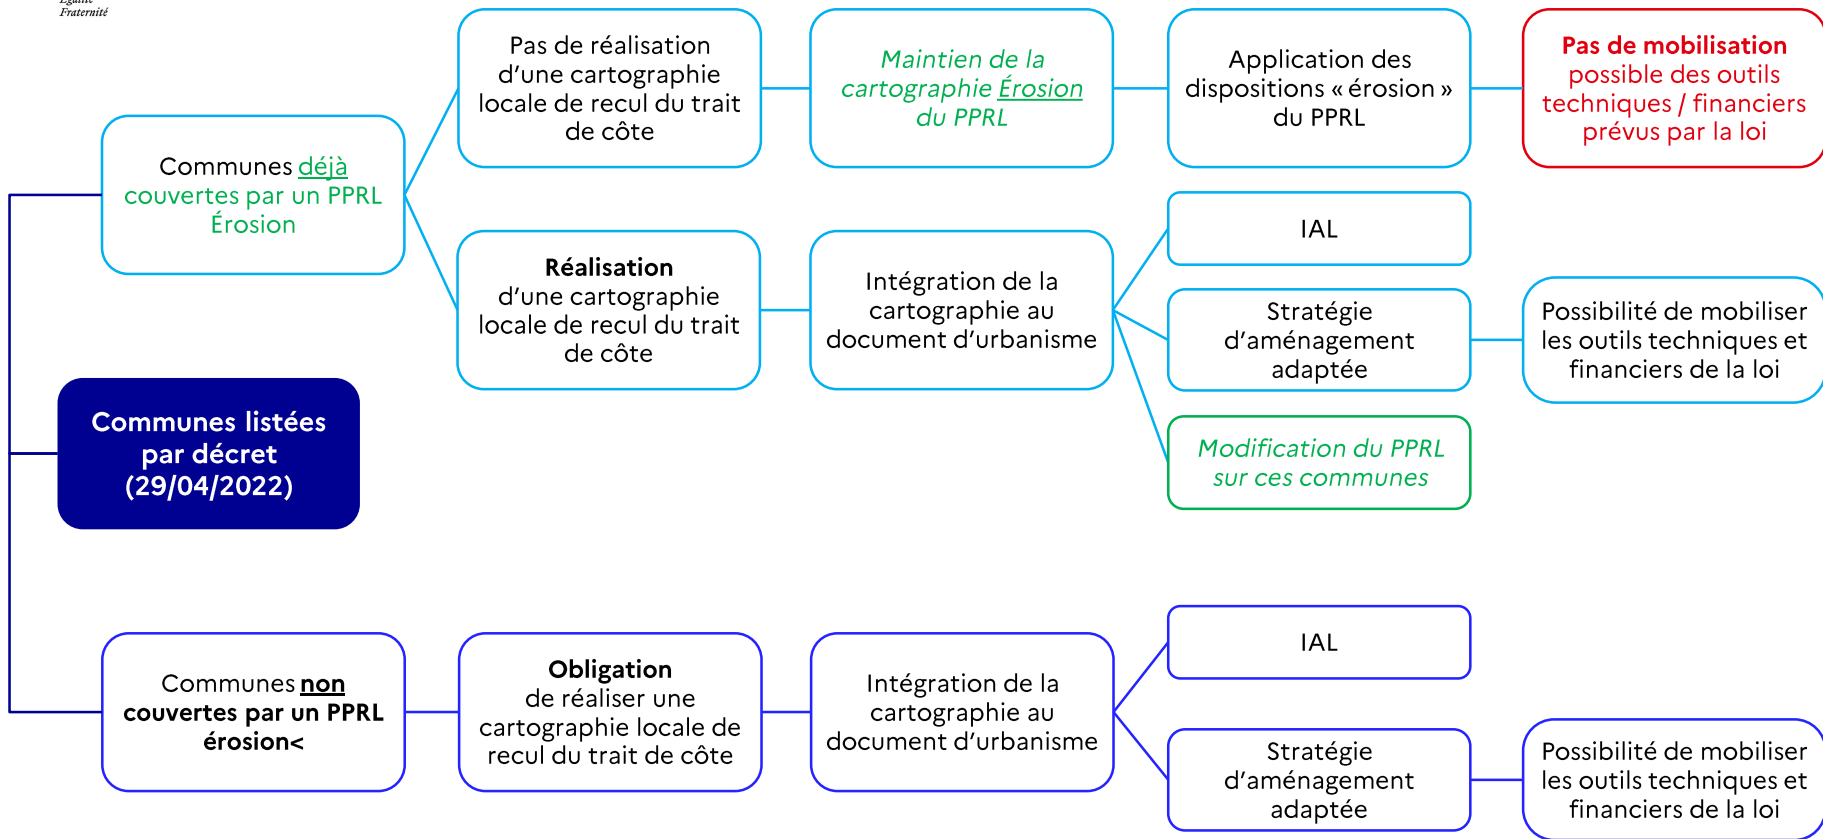 Égalité
Fraternité
Pas de réalisation
d'une cartographie
locale de recul du trait
de côte
Maintien de la
cartographie Érosion
du PPRL
Application des
dispositions « érosion »
du PPRL
Pas de mobilisation
possible des outils
techniques / financiers
prévus par la loi
Communes déjà
couvertes par un PPRL
Érosion
Réalisation
d'une cartographie
locale de recul du trait
de côte
Intégration de la
cartographie au
document d'urbanisme
IAL
Stratégie
d'aménagement
adaptée
Possibilité de mobiliser
les outils techniques et
financiers de la loi
Modification du PPRL
sur ces communes
Communes listées
par décret
(29/04/2022)
Communes non
couvertes par un PPRL
érosion<
Obligation
de réaliser une
cartographie locale de
recul du trait de côte
Intégration de la
cartographie au
document d'urbanisme
IAL
Stratégie
d'aménagement
adaptée
Possibilité de mobiliser
les outils techniques et
financiers de la loi